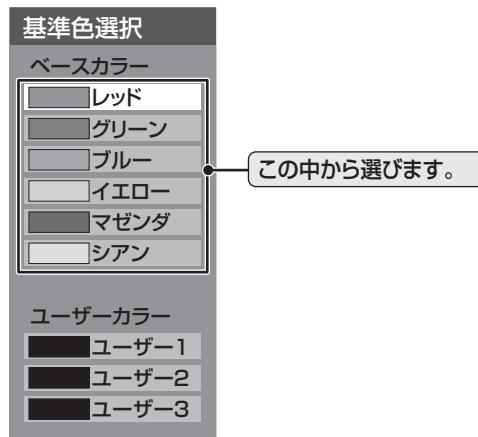 基準色選択
ベースカラー
レッド
グリーン
ブルー
イエロー
マゼンダ
シアン
この中から選びます。
ユーザーカラー
ユーザー1
ユーザー2
ユーザー3